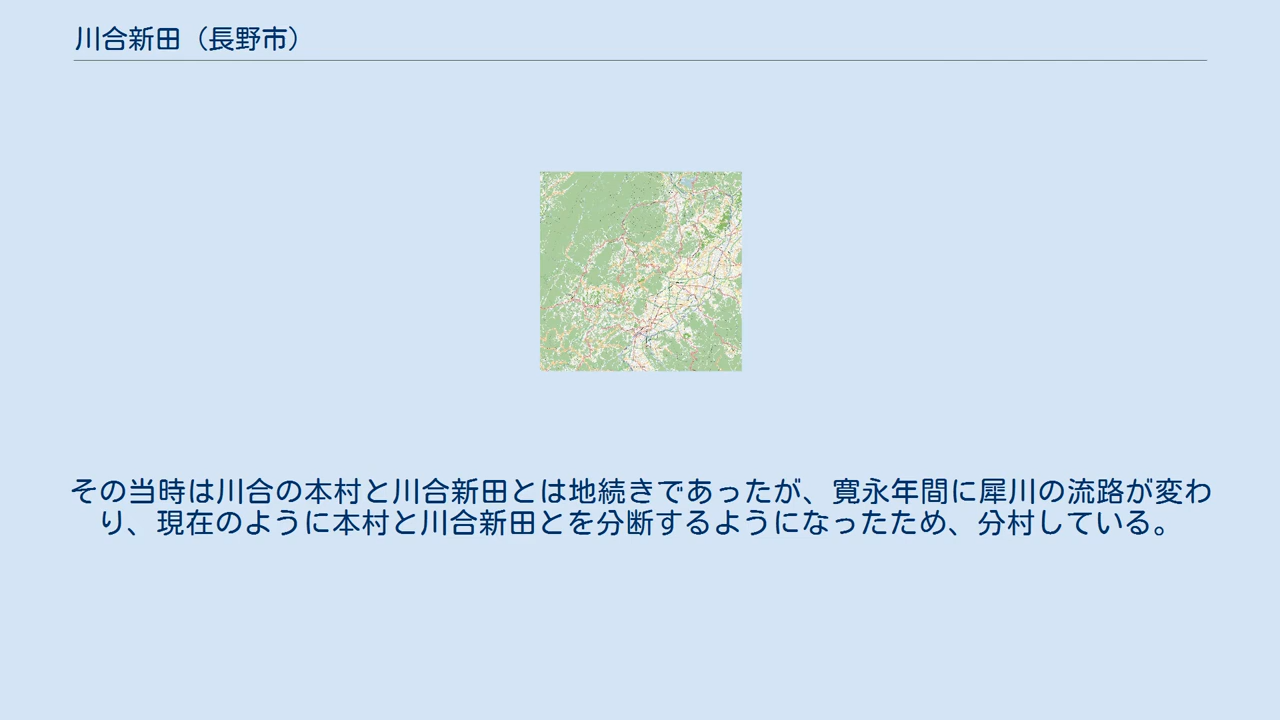 川合新田（長野市）
その当時は川合の本村と川合新田とは地続きであったが、寛永年間に犀川の流路が変わ
り、現在のように本村と川合新田とを分断するようになったため、分村している。